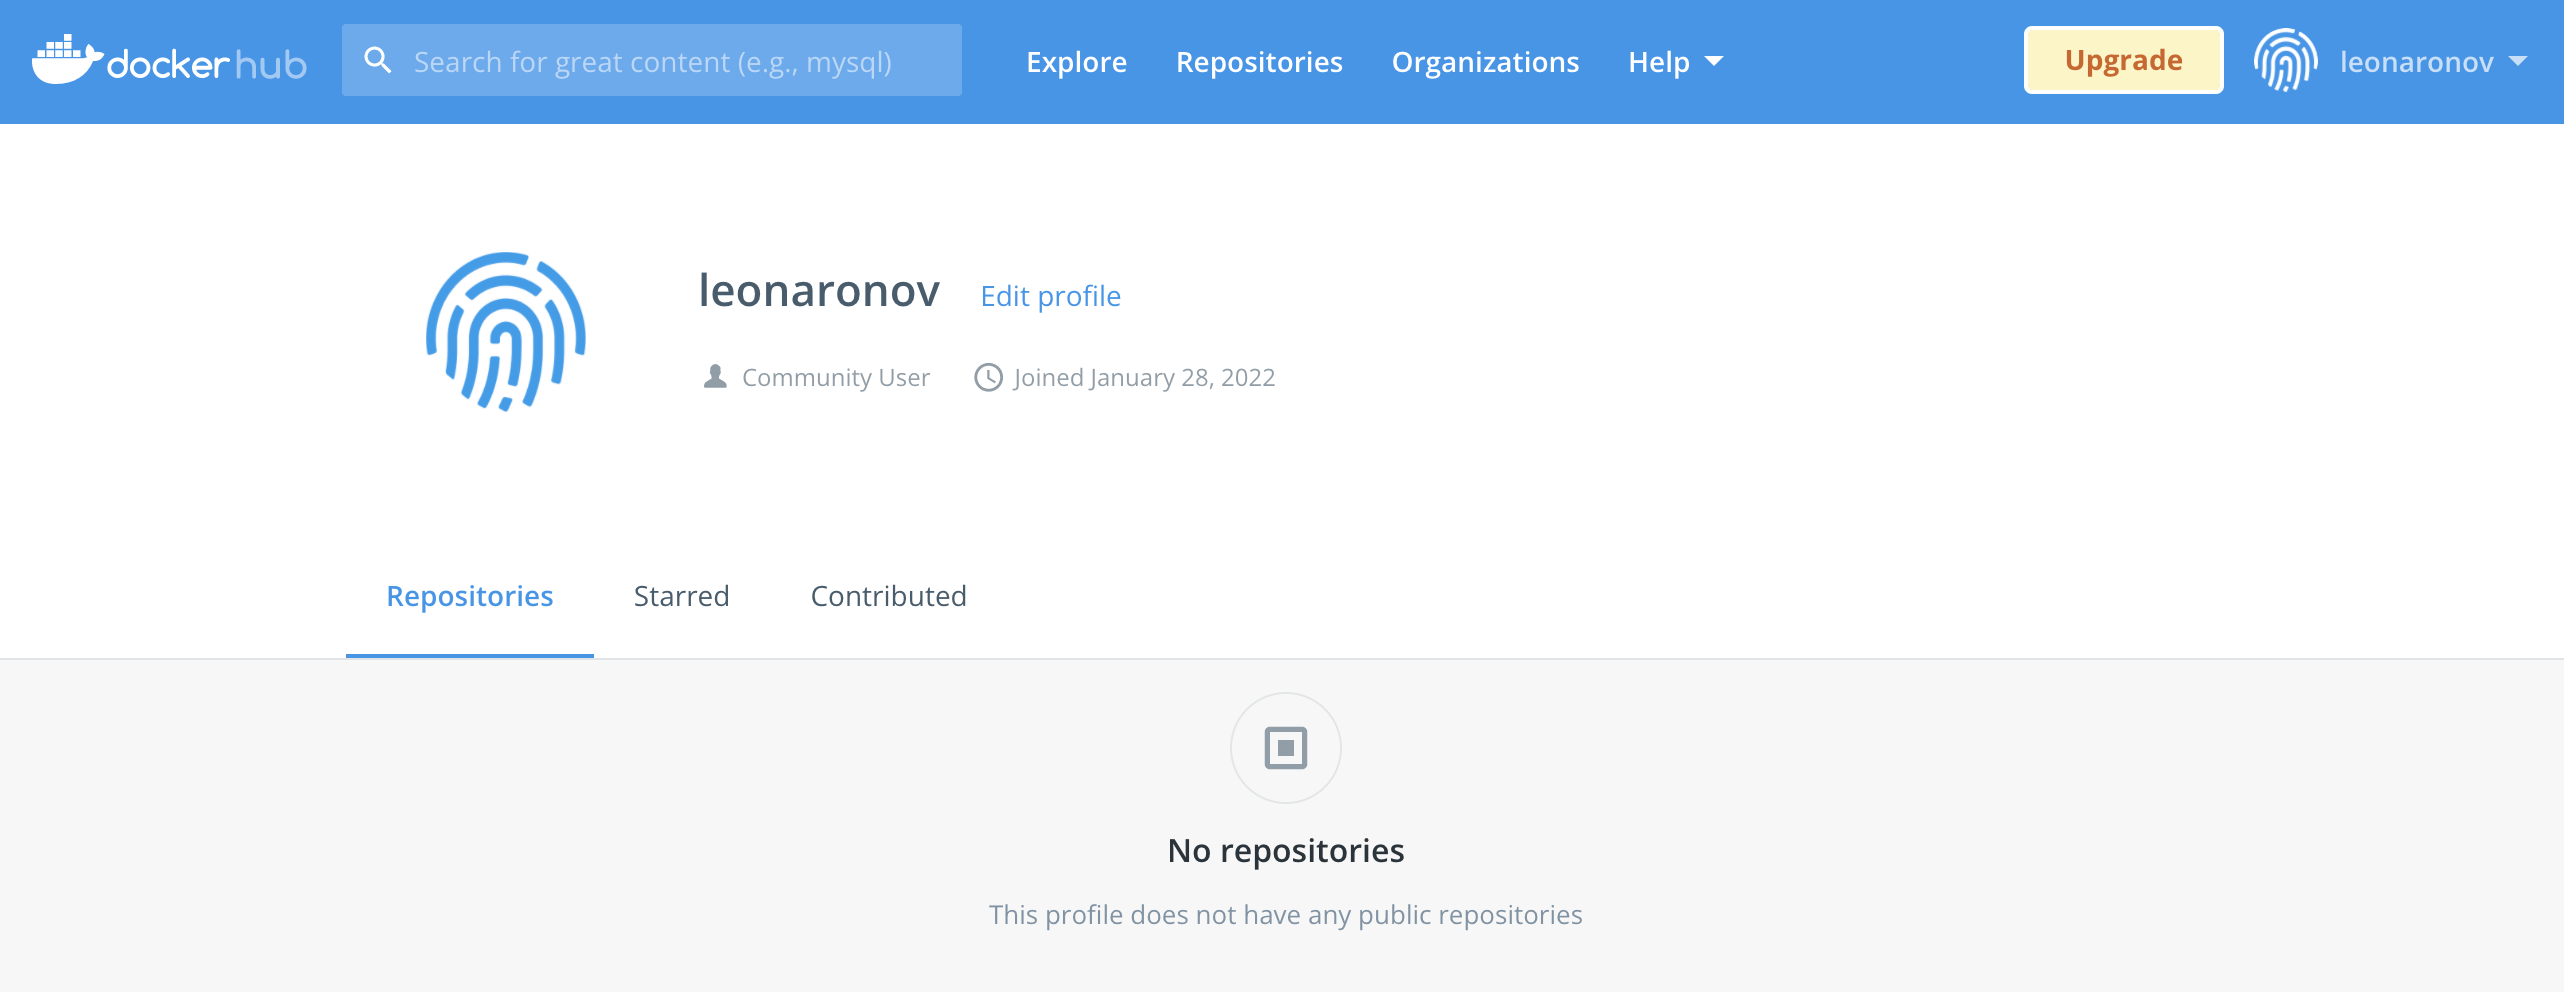 docker hub
Search for great content (e.g., mysql)
Explore
Repositories
Organizations
Help
Upgrade
leonaronov
leonaronov
Edit profile
Community User
Joined January 28, 2022
Repositories
Starred
Contributed
No repositories
This profile does not have any public repositories